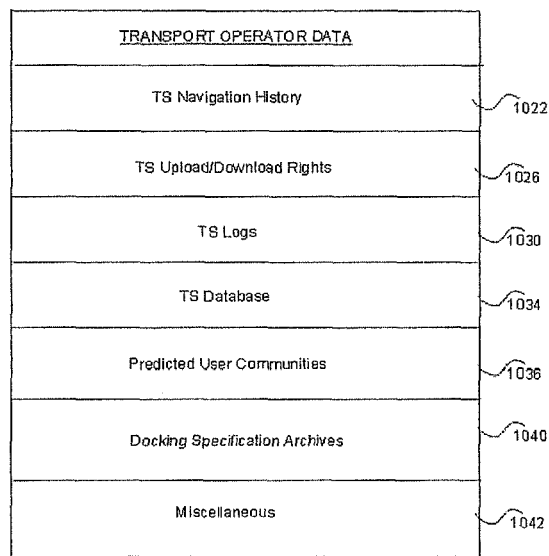 TRANSPORT OPERATOR DATA
TS Navigation History
1022
TS Upload/Download Rights
1026
TS Logs
1030
TS Database
1034
Predicted User Communities
1036
Docking Specification Archives
1040
Miscellaneous
1042